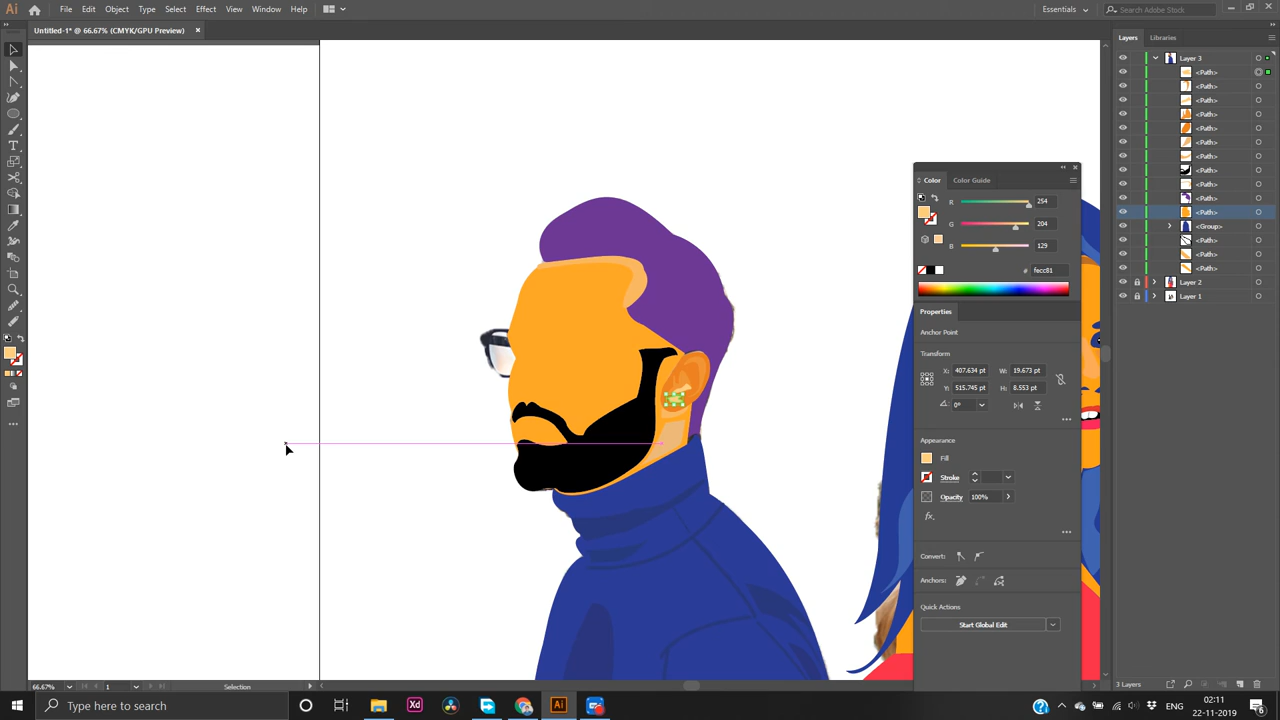 Ai File Edit Object Type Select Effect View Window Help Essentials Search Adobe Stock
Untitled-1* @ 66.67% (CMYK/GPU Preview) ×
Layers Libraries
Layer 3
<Path>
<Path>
<Path>
<Path>
<Path>
<Path>
<Path>
<Path>
<Path>
<Path>
<Path>
<Group>
<Path>
<Path>
<Path>
Layer 2
Layer 1
Color Color Guide
R 254
G 204
B 129
# fecc81
Properties
Anchor Point
Transform
X: 407.634 pt W: 19.673 pt
Y: 515.745 pt H: 8.553 pt
0°
Appearance
Fill
Stroke
Opacity 100%
fx.
Convert:
Anchors:
Quick Actions
Start Global Edit
66.67% 1 Selection
3 Layers
Type here to search
Xd Ai
ENG
02:11
22-11-2019
6